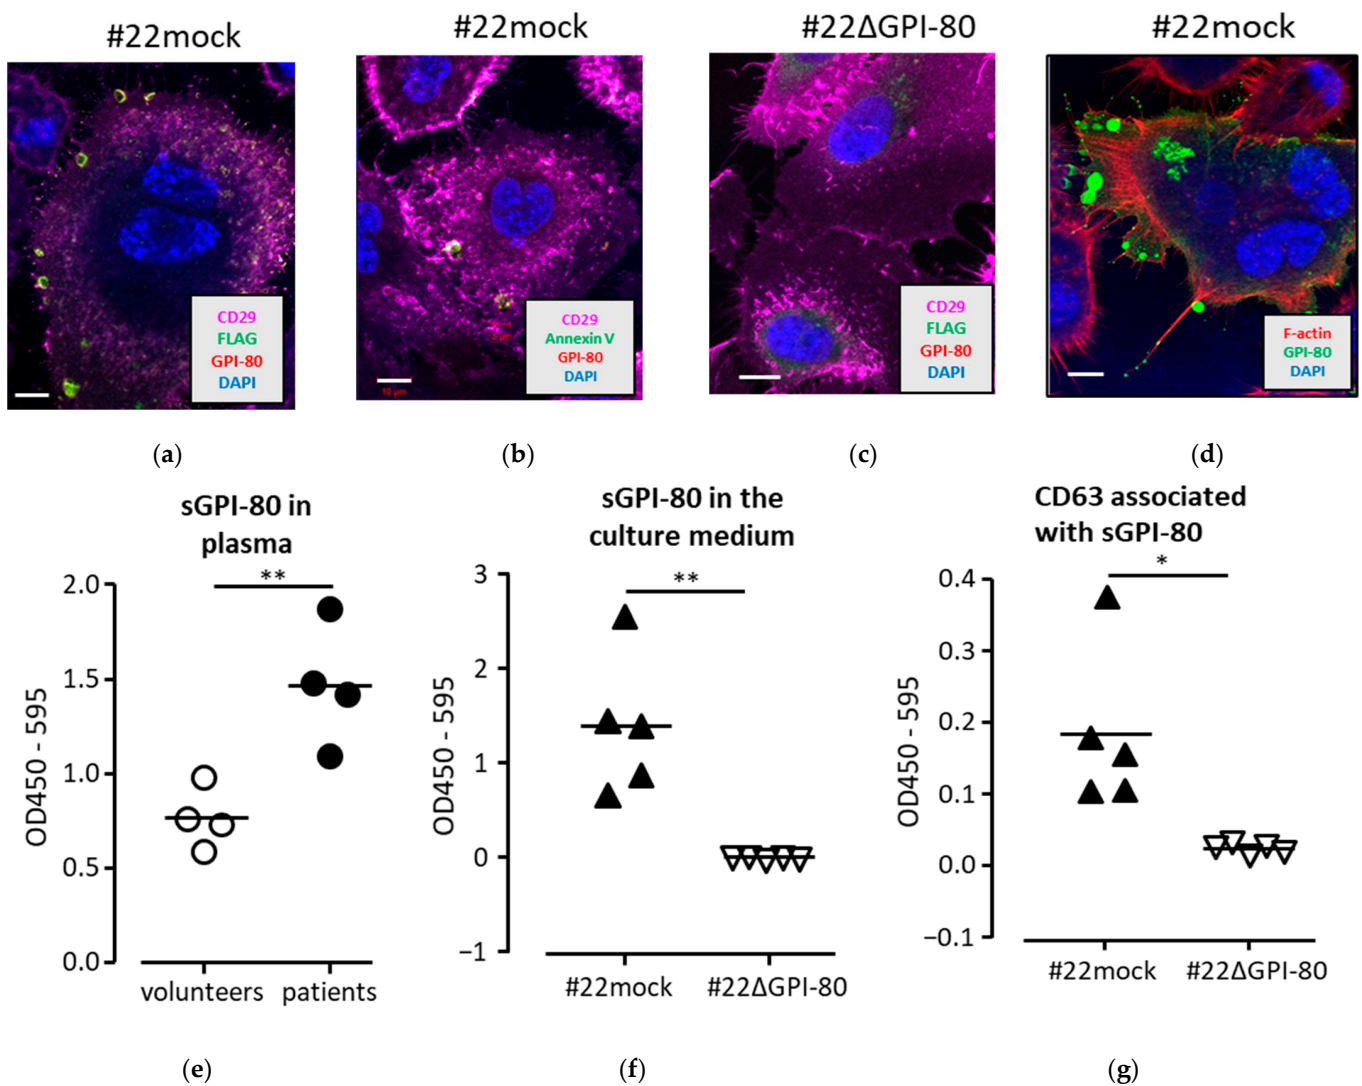 #22mock
#22mock
#22ΔGPI-80
#22mock
CD29
FLAG
GPI-80
DAPI
CD29
Annexin V
GPI-80
DAPI
10 μm
CD29
FLAG
GPI-80
DAPI
F-actin
GPI-80
DAPI
(a)
(b)
(c)
(d)
sGPI-80 in
plasma
**
2.0
1.5
1.0
0.5
0.0
OD450 - 595
volunteers
patients
sGPI-80 in the
culture medium
**
3
2
1
0
−1
OD450 - 595
#22mock
#22ΔGPI-80
CD63 associated
with sGPI-80
*
0.4
0.3
0.2
0.1
0.0
−0.1
OD450 - 595
#22mock
#22ΔGPI-80
(e)
(f)
(g)